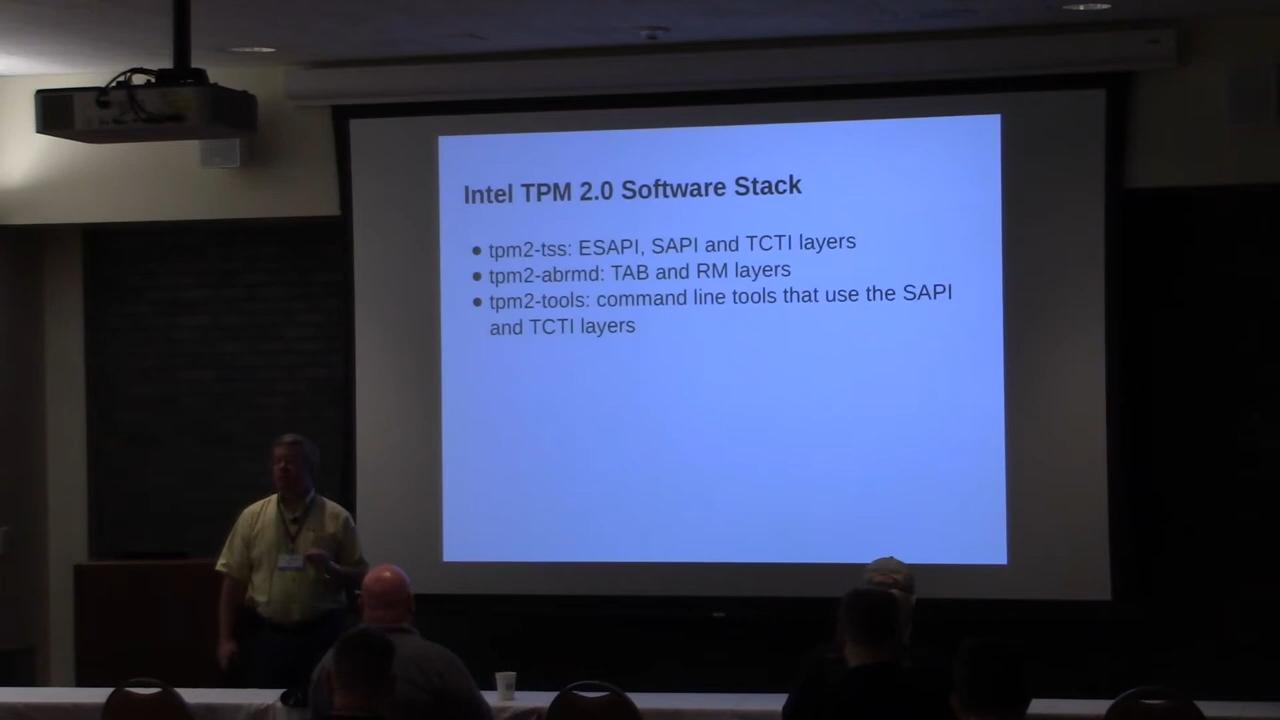 Intel TPM 2.0 Software Stack
● tpm2-tss: ESAPI, SAPI and TCTI layers
● tpm2-abrmd: TAB and RM layers
● tpm2-tools: command line tools that use the SAPI
and TCTI layers